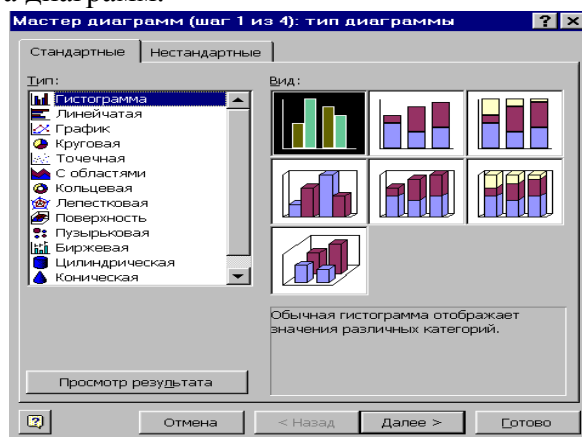 а диаграмм.
Мастер диаграмм (шаг 1 из 4): тип диаграммы
Стандартные
Нестандартные
Тип:
Гистограмма
Линейчатая
График
Круговая
Точечная
С областями
Кольцевая
Лепестковая
Поверхность
Пузырьковая
Биржевая
Цилиндрическая
Коническая
Вид:
Обычная гистограмма отображает
значения различных категорий.
Просмотр результата
Отмена
< Назад
Далее >
Готово